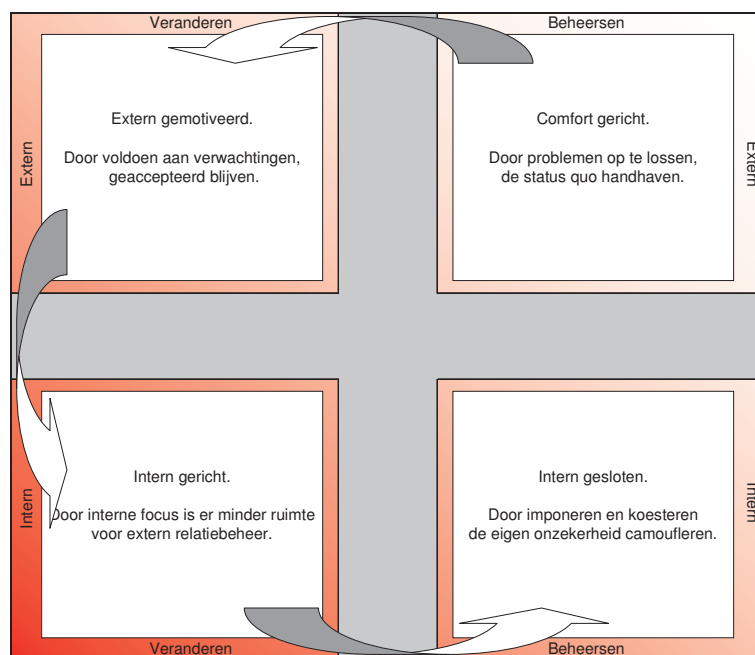 Veranderen
Beheersen
Extern
Extern gemotiveerd.
Door voldoen aan verwachtingen,
geaccepteerd blijven.
Comfort gericht.
Door problemen op te lossen,
de status quo handhaven.
Extern
Intern
Intern gericht.
Door interne focus is er minder ruimte
voor extern relatiebeheer.
Intern gesloten.
Door imponeren en koesteren
de eigen onzekerheid camoufleren.
Intern
Veranderen
Beheersen